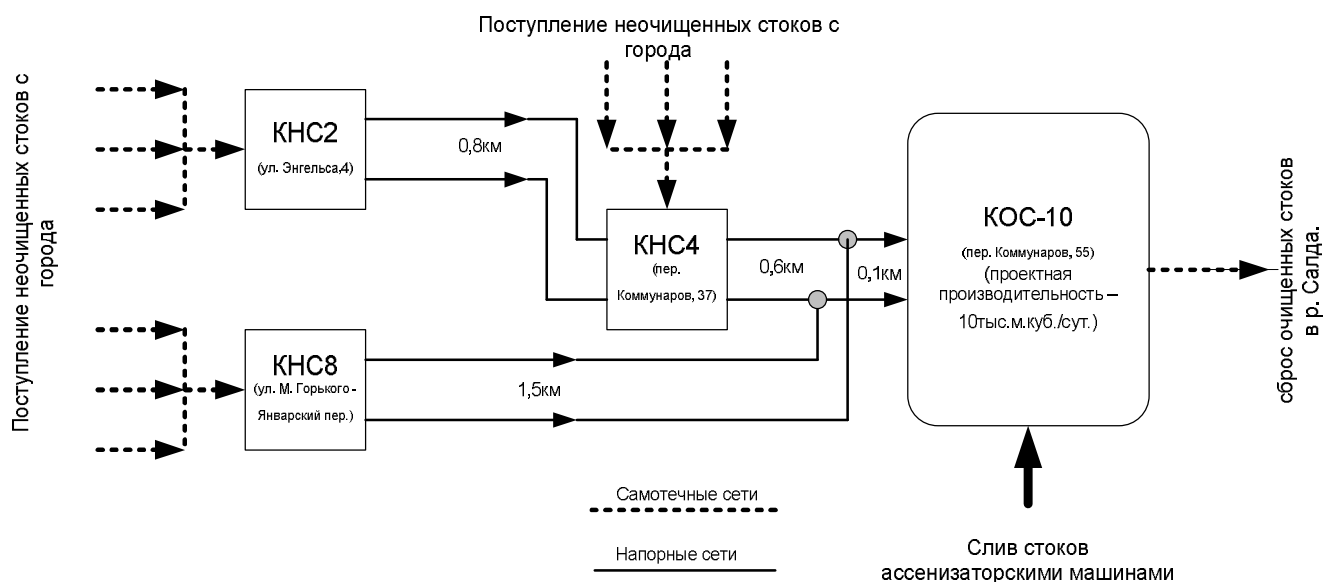 Поступление неочищенных стоков с
города
Поступление неочищенных стоков с
города
КНС2
(ул. Энгельса,4)
0,8км
КНС4
(пер.
Коммунаров, 37)
0,6км
0,1км
КОС-10
(пер. Коммунаров, 55)
(проектная
производительность –
10тыс.м.куб./сут.)
сброс очищенных стоков
в р. Салда.
КНС8
(ул. М. Горького -
Январский пер.)
1,5км
Самотечные сети
Напорные сети
Слив стоков
ассенизаторскими машинами